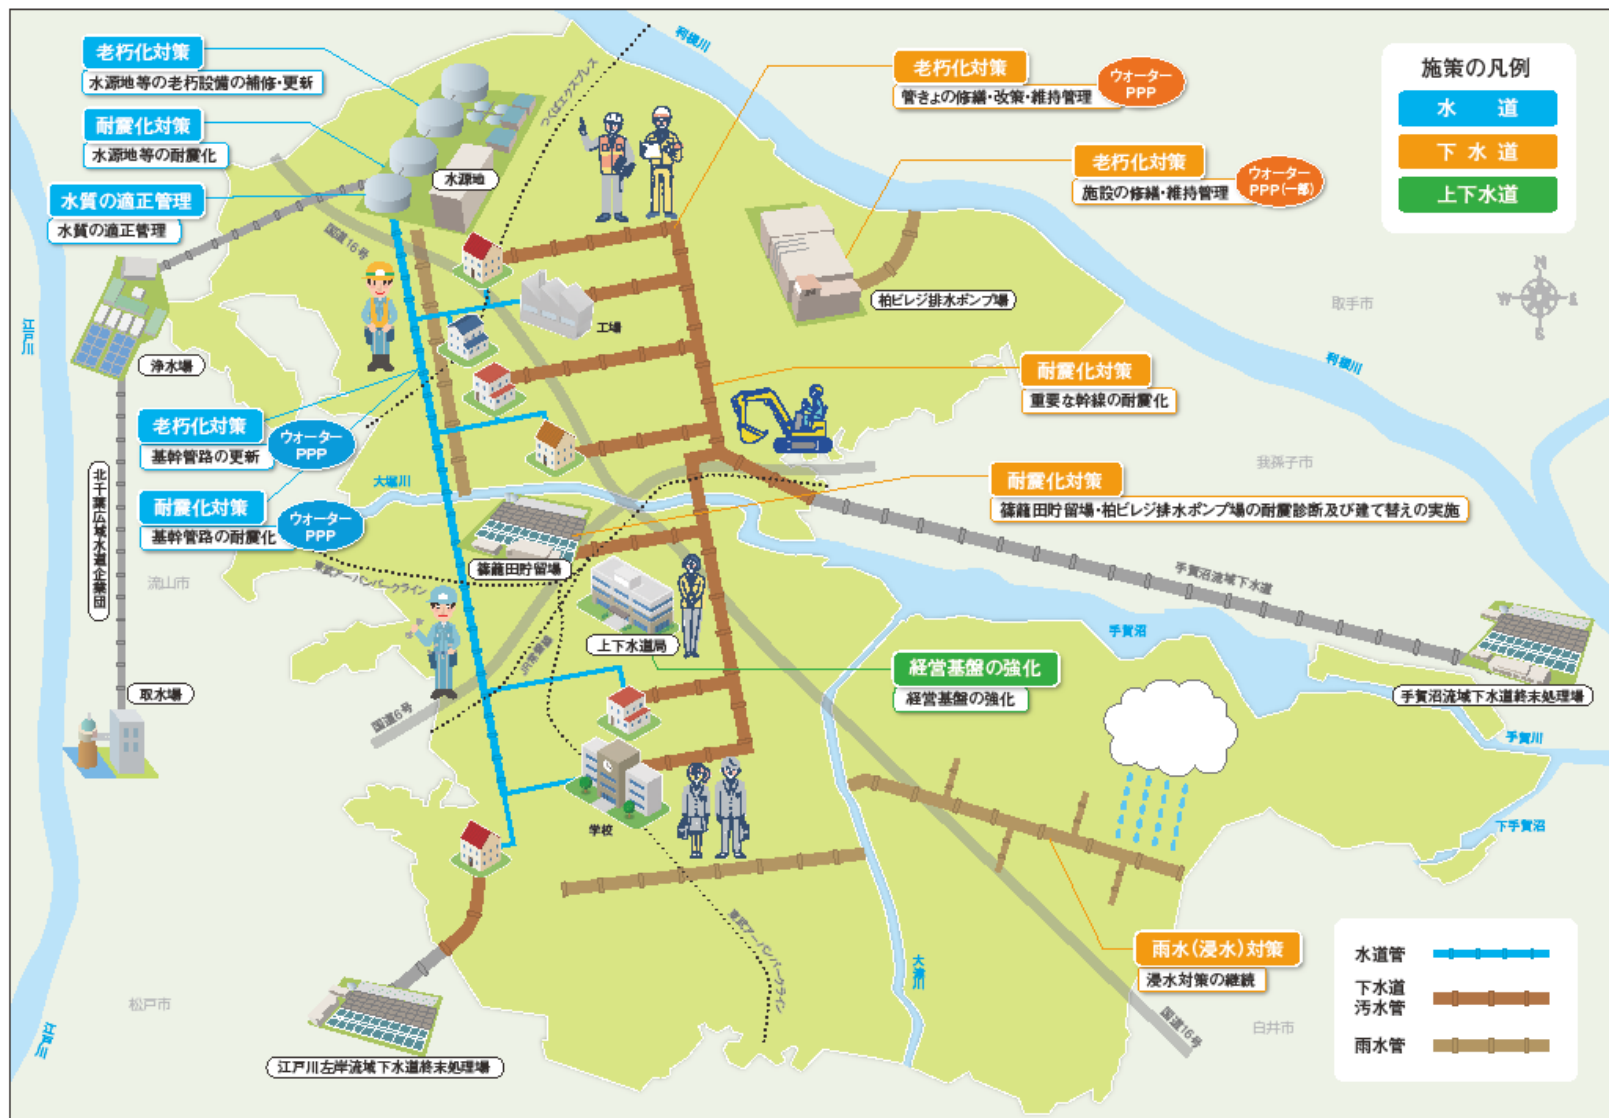 老朽化対策
水源地等の老朽設備の補修・更新
耐震化対策
水源地等の耐震化
水質の適正管理
水質の適正管理
水源地
国道16号
つくばエクスプレス
利根川
老朽化対策
管きょの修繕・改築・維持管理
ウォーター
PPP
老朽化対策
施設の修繕・維持管理
ウォーター
PPP(一部)
施策の凡例
水道
下水道
上下水道
N
W
E
S
取手市
柏ビレジ排水ポンプ場
利根川
江戸川
浄水場
工場
耐震化対策
重要な幹線の耐震化
老朽化対策
基幹管路の更新
ウォーター
PPP
我孫子市
大堀川
耐震化対策
篠籠田貯留場・柏ビレジ排水ポンプ場の耐震診断及び建て替えの実施
耐震化対策
基幹管路の耐震化
ウォーター
PPP
北千葉広域水道企業団
流山市
東武アーバンパークライン
篠籠田貯留場
手賀沼流域下水道
上下水道局
手賀沼
JR常磐線
経営基盤の強化
経営基盤の強化
取水場
国道6号
手賀沼流域下水道終末処理場
手賀川
学校
下手賀沼
東武アーバンパークライン
大津川
雨水(浸水)対策
浸水対策の継続
松戸市
江戸川
国道16号
白井市
江戸川左岸流域下水道終末処理場
水道管
下水道
汚水管
雨水管